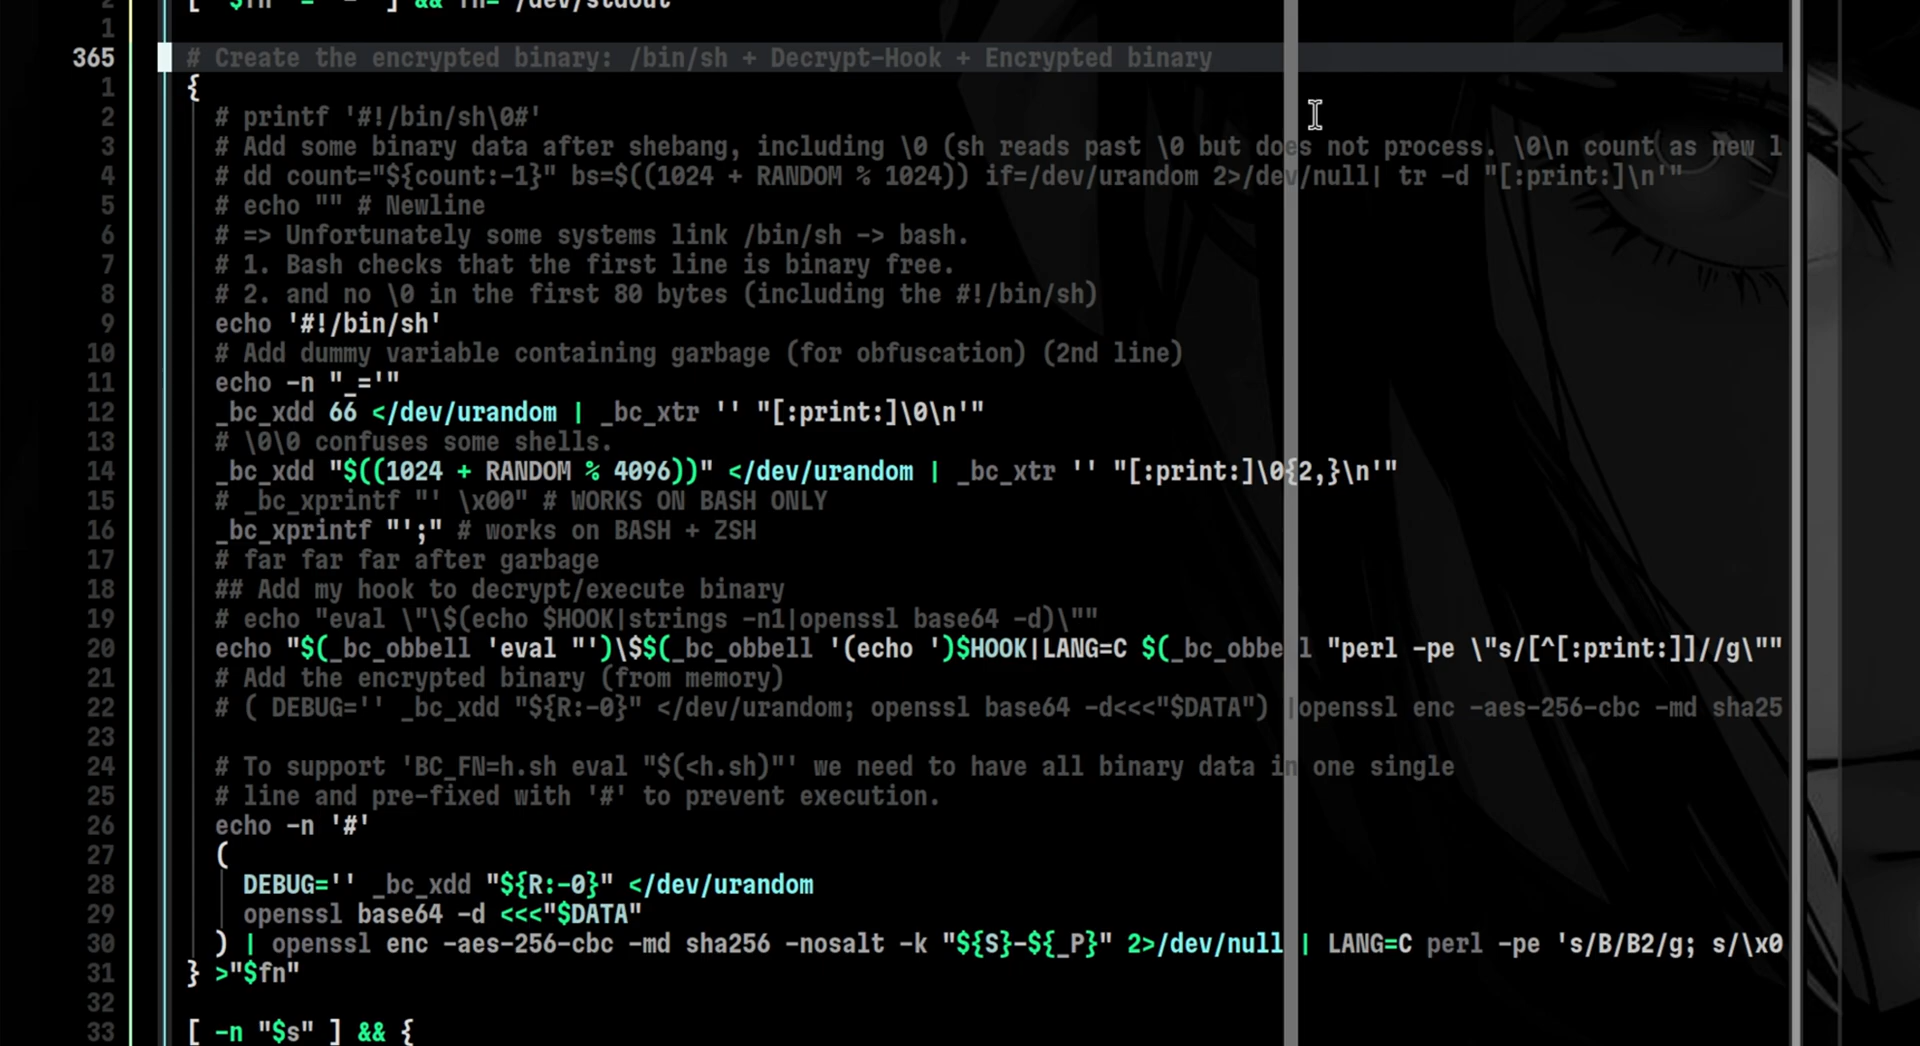 2 [ "$fn" = "-" ] && fn="/dev/stdout"
1
365 # Create the encrypted binary: /bin/sh + Decrypt-Hook + Encrypted binary
1 {
2 # printf '#!/bin/sh\0#'
3 # Add some binary data after shebang, including \0 (sh reads past \0 but does not process. \0\n count as new l
4 # dd count="${count:-1}" bs=$((1024 + RANDOM % 1024)) if=/dev/urandom 2>/dev/null| tr -d "[:print:]\n'"
5 # echo "" # Newline
6 # => Unfortunately some systems link /bin/sh -> bash.
7 # 1. Bash checks that the first line is binary free.
8 # 2. and no \0 in the first 80 bytes (including the #!/bin/sh)
9 echo '#!/bin/sh'
10 # Add dummy variable containing garbage (for obfuscation) (2nd line)
11 echo -n "_='"
12 _bc_xdd 66 </dev/urandom | _bc_xtr '' "[:print:]\0\n'"
13 # \0\0 confuses some shells.
14 _bc_xdd "$((1024 + RANDOM % 4096))" </dev/urandom | _bc_xtr '' "[:print:]\0{2,}\n'"
15 # _bc_xprintf "' \x00" # WORKS ON BASH ONLY
16 _bc_xprintf "';" # works on BASH + ZSH
17 # far far far after garbage
18 ## Add my hook to decrypt/execute binary
19 # echo "eval \"\$(echo $HOOK|strings -n1|openssl base64 -d)\""
20 echo "$(_bc_obbell 'eval "')\$$(_bc_obbell '(echo ')$HOOK|LANG=C $(_bc_obbell "perl -pe \"s/[^[:print:]]//g\""
21 # Add the encrypted binary (from memory)
22 # ( DEBUG='' _bc_xdd "${R:-0}" </dev/urandom; openssl base64 -d<<<"$DATA") |openssl enc -aes-256-cbc -md sha25
23
24 # To support 'BC_FN=h.sh eval "$(<h.sh)"' we need to have all binary data in one single
25 # line and pre-fixed with '#' to prevent execution.
26 echo -n '#'
27 (
28 DEBUG='' _bc_xdd "${R:-0}" </dev/urandom
29 openssl base64 -d <<<"$DATA"
30 ) | openssl enc -aes-256-cbc -md sha256 -nosalt -k "${S}-${_P}" 2>/dev/null | LANG=C perl -pe 's/B/B2/g; s/\x0
31 } >"$fn"
32
33 [ -n "$s" ] && {